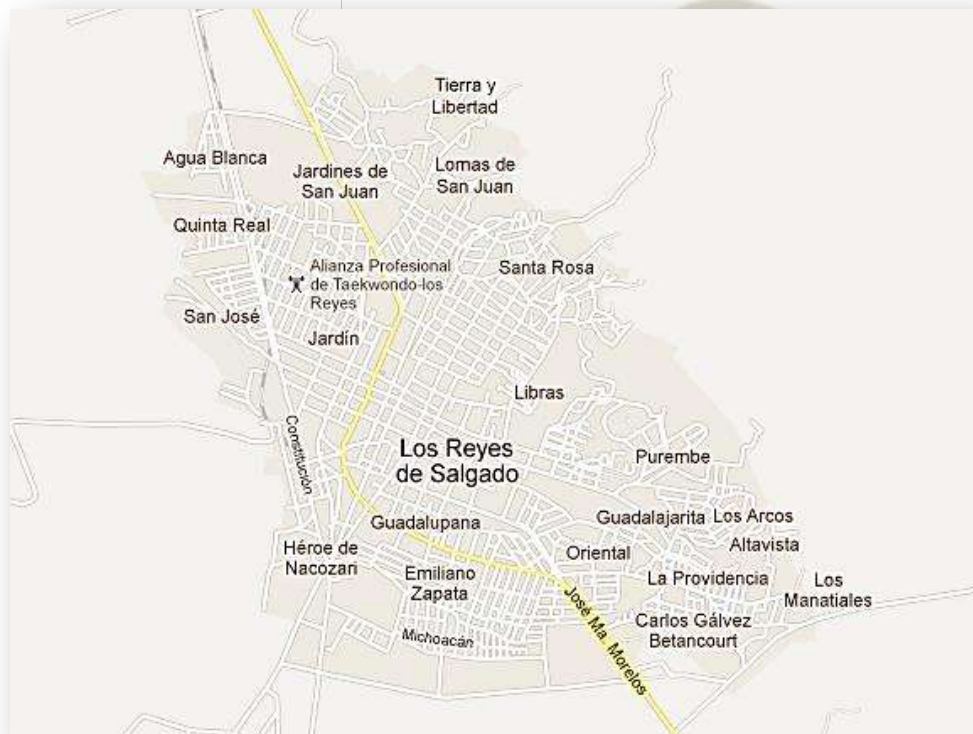 Tierra y
Libertad
Agua Blanca
Jardines de
San Juan
Lomas de
San Juan
Quinta Real
Santa Rosa
Alianza Profesional
de Taekwondo-los
Reyes
San José
Jardín
Libras
Constitución
Los Reyes
de Salgado
Purembe
Guadalupana
Guadalajarita
Los Arcos
Altavista
Héroe de
Nacozari
Oriental
Emiliano
Zapata
La Providencia
Los
Manatiales
José Ma. Morelos
Carlos Gálvez
Betancourt
Michoacán